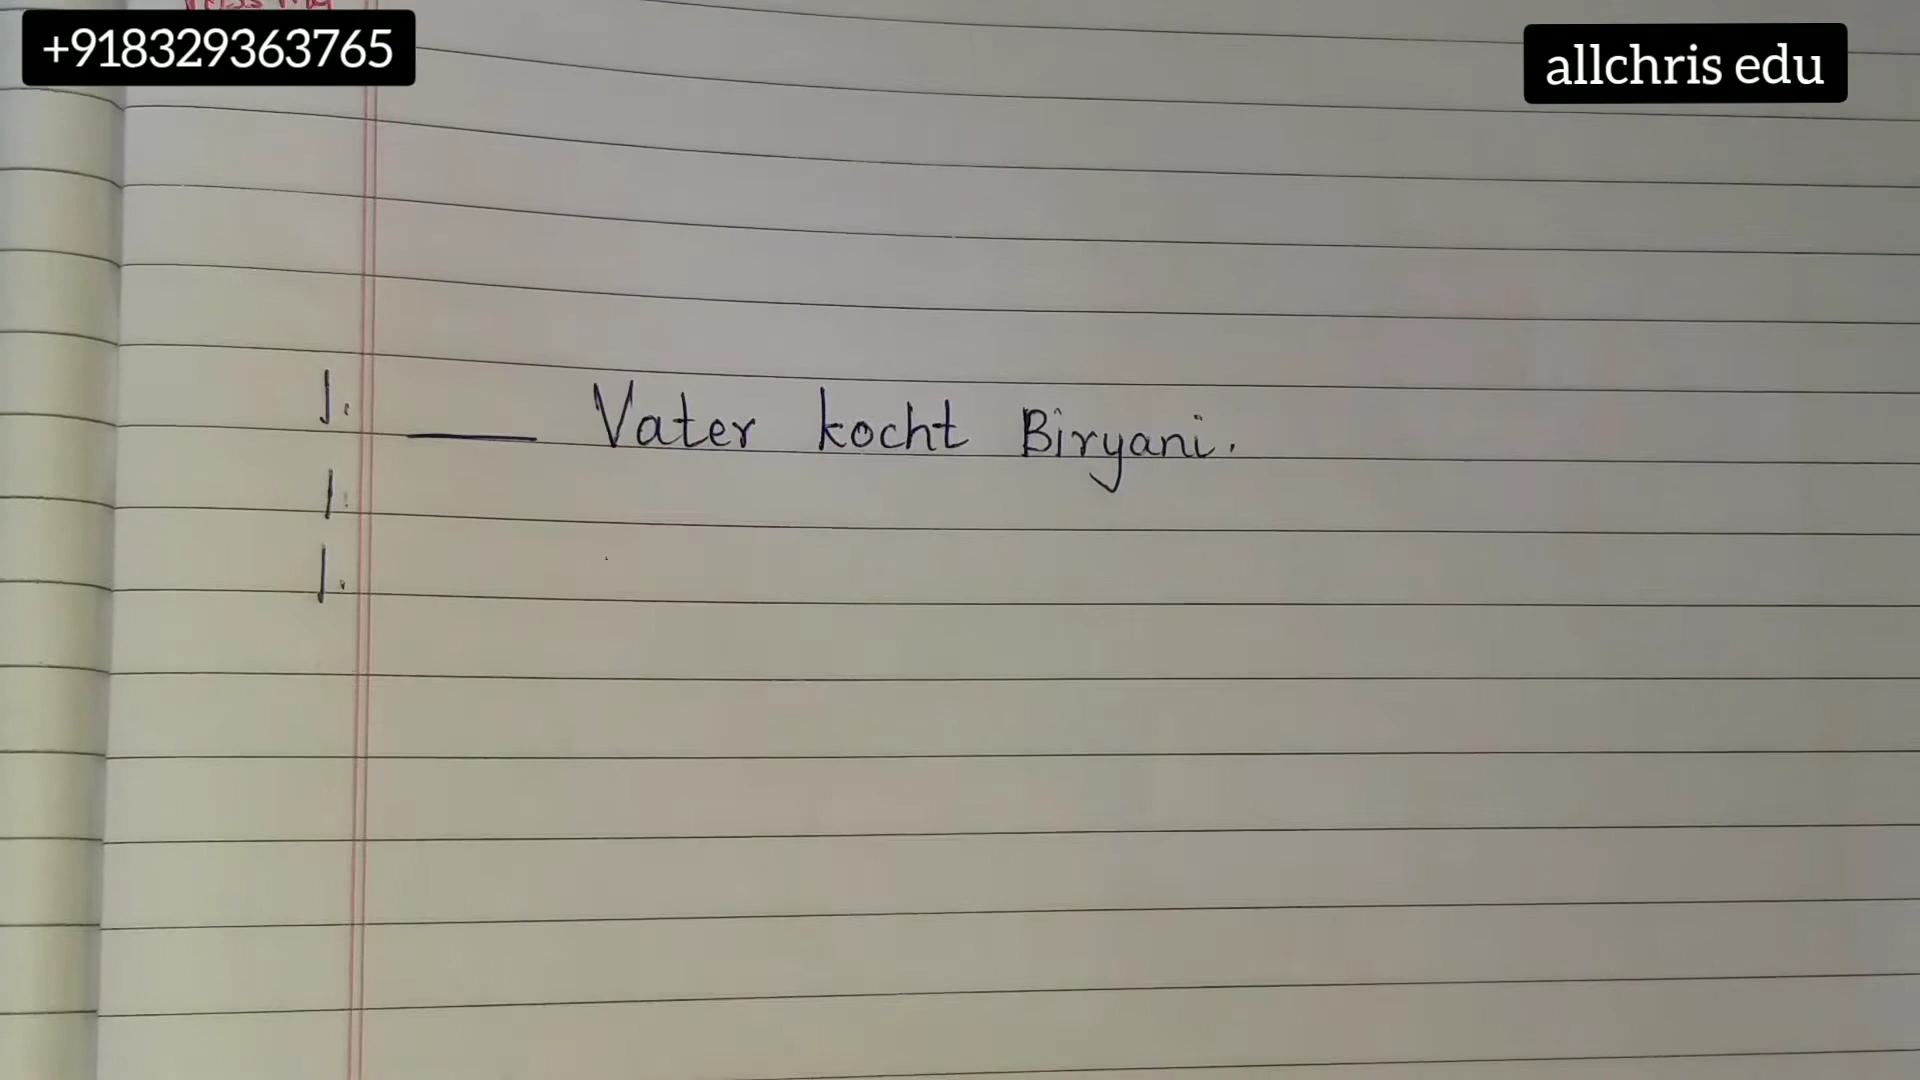 +918329363765
allchris edu
1. ____ Vater kocht Biryani.
1.
1.